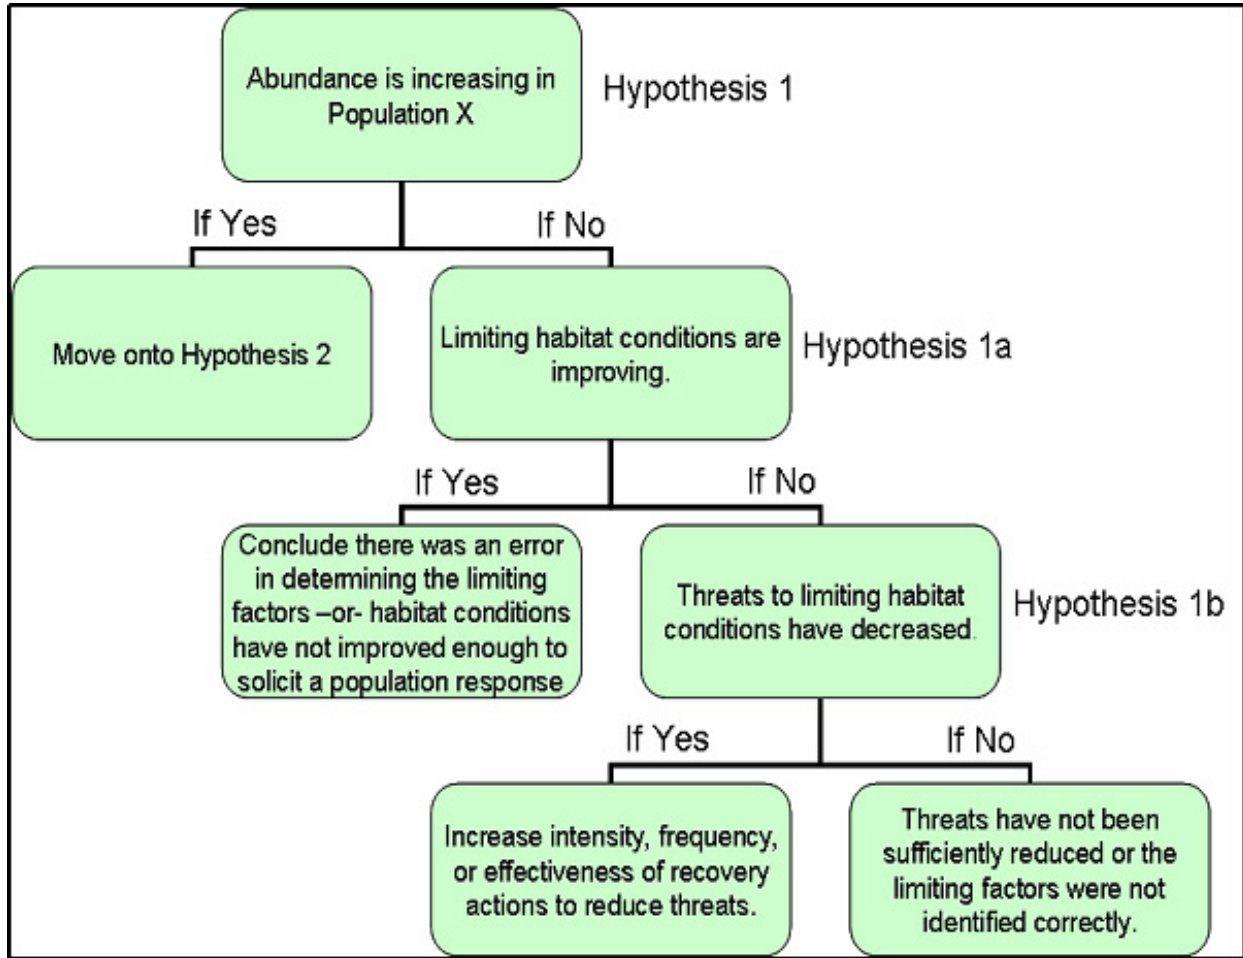 Abundance is increasing in
Population X
Hypothesis 1
If Yes
If No
Move onto Hypothesis 2
Limiting habitat conditions are
improving.
Hypothesis 1a
If Yes
If No
Conclude there was an error
in determining the limiting
factors –or- habitat conditions
have not improved enough to
solicit a population response
Threats to limiting habitat
conditions have decreased.
Hypothesis 1b
If Yes
If No
Increase intensity, frequency,
or effectiveness of recovery
actions to reduce threats.
Threats have not been
sufficiently reduced or the
limiting factors were not
identified correctly.